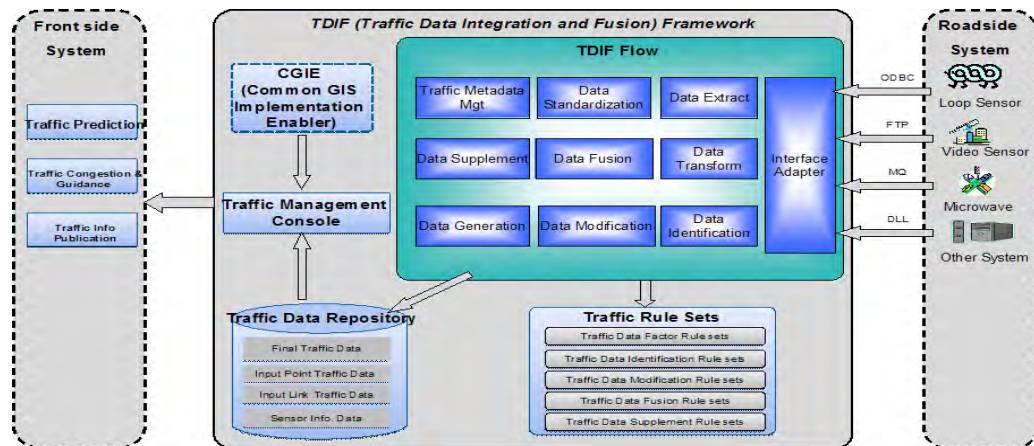 Front side
System
Traffic Prediction
Traffic Congestion &
Guidance
Traffic Info
Publication
TDIF (Traffic Data Integration and Fusion) Framework
CGIE
(Common GIS
Implementation
Enabler)
Traffic Management
Console
Traffic Data Repository
Final Traffic Data
Input Point Traffic Data
Input Link Traffic Data
Sensor Info. Data
TDIF Flow
Traffic Metadata
Mgt
Data
Standardization
Data Extract
Data Supplement
Data Fusion
Data
Transform
Data Generation
Data Modification
Data
Identification
Interface
Adapter
Traffic Rule Sets
Traffic Data Factor Rule sets
Traffic Data Identification Rule sets
Traffic Data Modification Rule sets
Traffic Data Fusion Rule sets
Traffic Data Supplement Rule sets
ODBC
FTP
MQ
DLL
Roadside
System
Loop Sensor
Video Sensor
Microwave
Other System